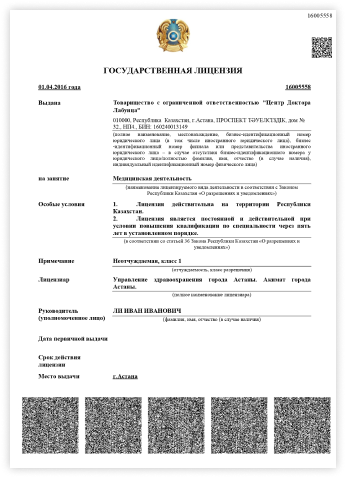 16005558
ГОСУДАРСТВЕННАЯ ЛИЦЕНЗИЯ
01.04.2016 года 16005558
Выдана Товарищество с ограниченной ответственностью "Центр Доктора
Лабунца"
010000, Республика Казахстан, г.Астана, ПРОСПЕКТ ТӘУЕЛСІЗДІК, дом №
32., НП4., БИН: 160240013149
(полное наименование, местонахождение, бизнес-идентификационный номер
юридического лица (в том числе иностранного юридического лица), бизнес
-идентификационный номер филиала или представительства иностранного
юридического лица – в случае отсутствия бизнес-идентификационного номера у
юридического лица/полностью фамилия, имя, отчество (в случае наличия),
индивидуальный идентификационный номер физического лица)
на занятие Медицинская деятельность
(наименование лицензируемого вида деятельности в соответствии с Законом
Республики Казахстан «О разрешениях и уведомлениях»)
Особые условия 1. Лицензия действительна на территории Республики
Казахстан.
2. Лицензия является постоянной и действительной при
условии повышения квалификации по специальности через пять
лет в установленном порядке.
(в соответствии со статьей 36 Закона Республики Казахстан «О разрешениях и
уведомлениях»)
Примечание Неотчуждаемая, класс 1
(отчуждаемость, класс разрешения)
Лицензиар Управление здравоохранения города Астаны. Акимат города
Астаны.
(полное наименование лицензиара)
Руководитель ЛИ ИВАН ИВАНОВИЧ
(уполномоченное лицо)
(фамилия, имя, отчество (в случае наличия)
Дата первичной выдачи
Срок действия
лицензии
Место выдачи г.Астана